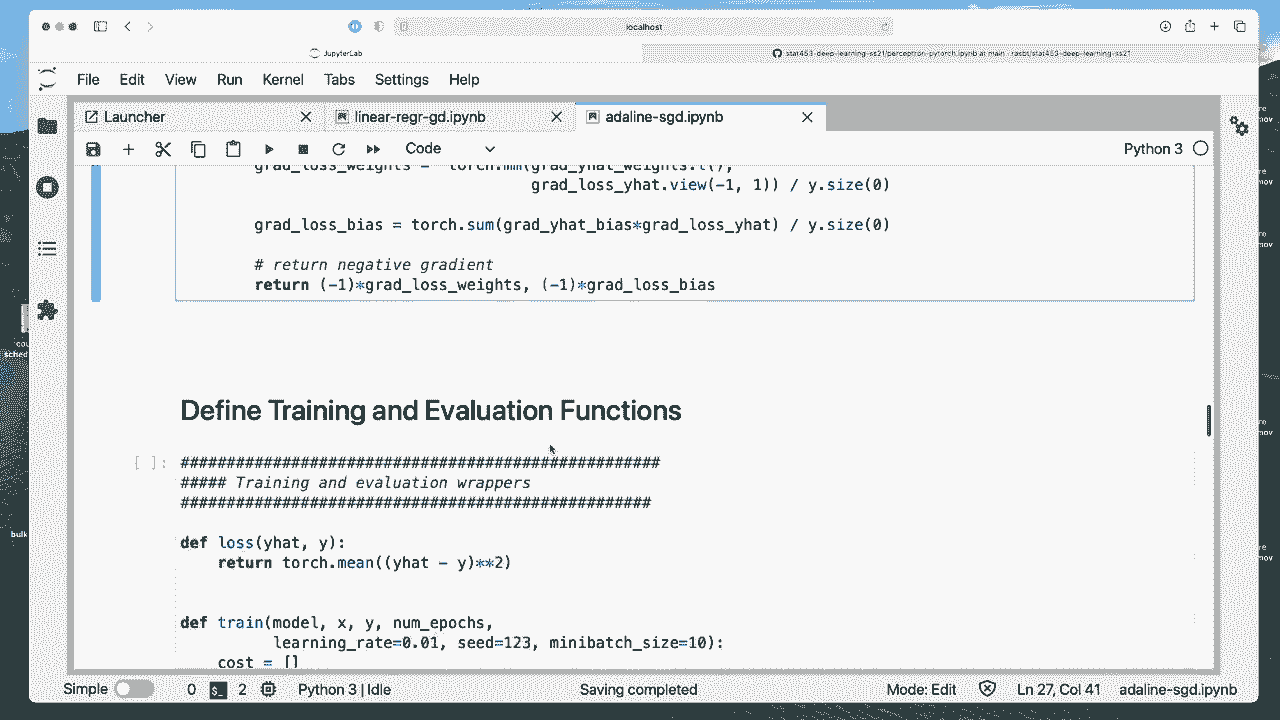 localhost
JupyterLab
stat453-deep-learning-ss21/perceptron-pytorch.ipynb at main · rasbt/stat453-deep-learning-ss21
File Edit View Run Kernel Tabs Settings Help
Launcher
linear-regr-gd.ipynb
adaline-sgd.ipynb
Code
Python 3
grad_loss_weights = torch.mm(grad_yhat_weights.t(),
grad_loss_yhat.view(-1, 1)) / y.size(0)
grad_loss_bias = torch.sum(grad_yhat_bias*grad_loss_yhat) / y.size(0)
# return negative gradient
return (-1)*grad_loss_weights, (-1)*grad_loss_bias
Define Training and Evaluation Functions
[ ]: ####################################################
##### Training and evaluation wrappers
###################################################
def loss(yhat, y):
return torch.mean((yhat - y)**2)
def train(model, x, y, num_epochs,
learning_rate=0.01, seed=123, minibatch_size=10):
cost = []
Simple 0 2 Python 3 | Idle Saving completed Mode: Edit Ln 27, Col 41 adaline-sgd.ipynb